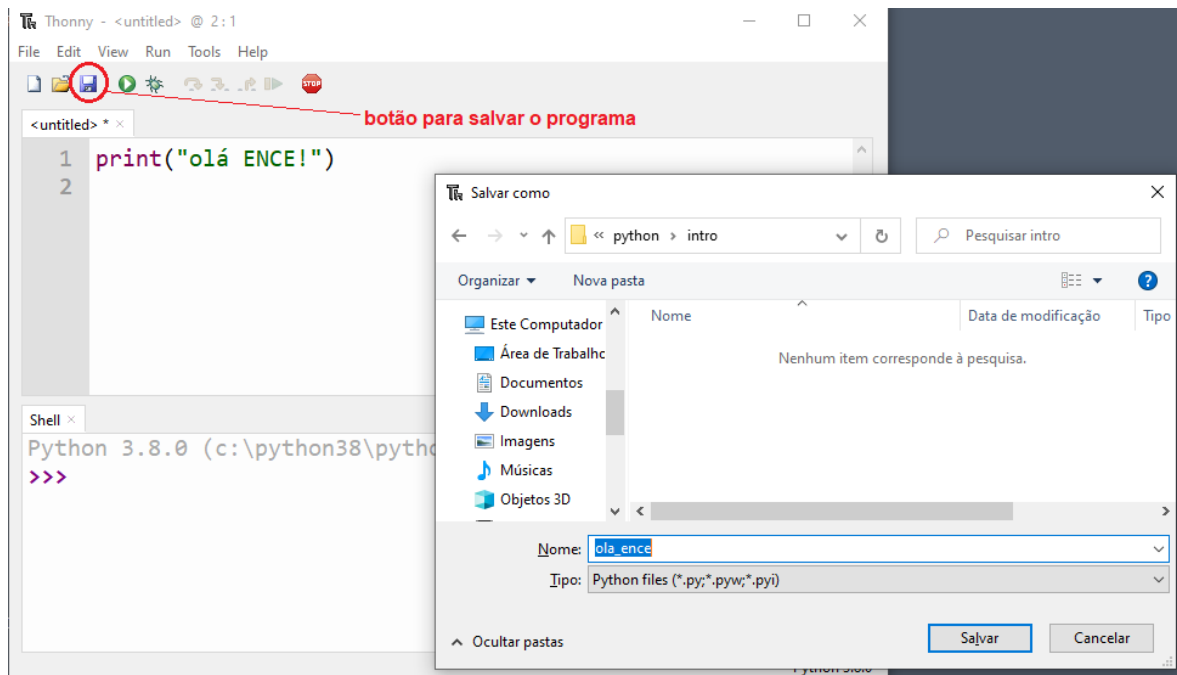 Thonny - <untitled> @ 2:1
File Edit View Run Tools Help
STOP
botão para salvar o programa
<untitled> * ×
1 print("olá ENCE!")
2
Shell ×
Python 3.8.0 (c:\python38\pytho
>>>
Salvar como
« python › intro
Pesquisar intro
Organizar Nova pasta
Este Computador
Área de Trabalho
Documentos
Downloads
Imagens
Músicas
Objetos 3D
Nome Data de modificação Tipo
Nenhum item corresponde à pesquisa.
Nome: ola_ence
Tipo: Python files (*.py;*.pyw;*.pyi)
Ocultar pastas
Salvar Cancelar